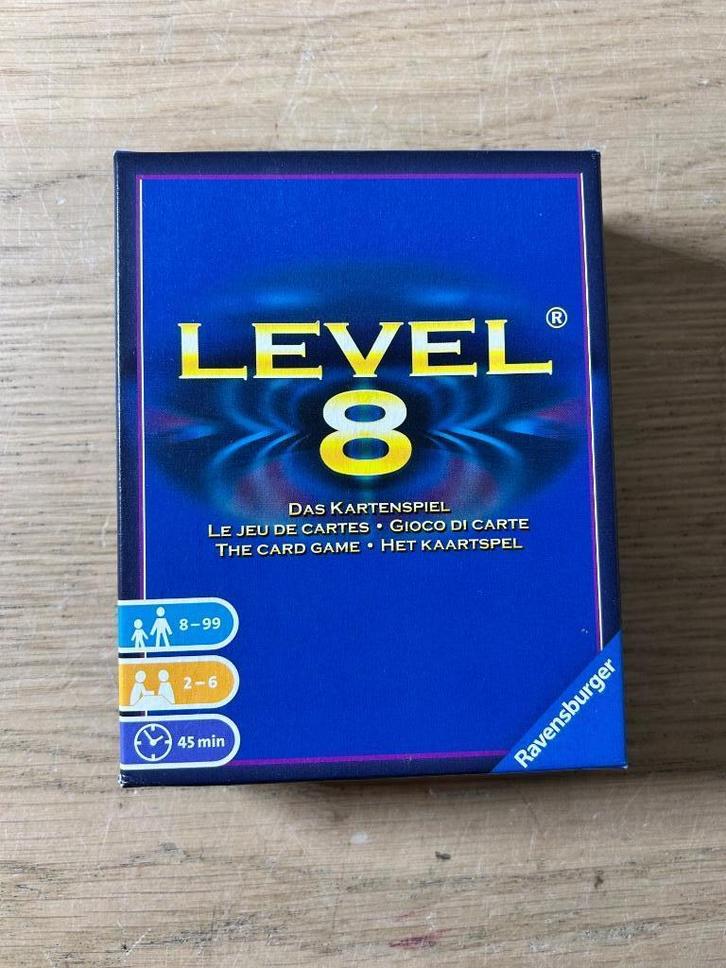 LEVEL ®
8
DAS KARTENSPIEL
LE JEU DE CARTES • GIOCO DI CARTE
THE CARD GAME • HET KAARTSPEL
8–99
2–6
45 min
Ravensburger